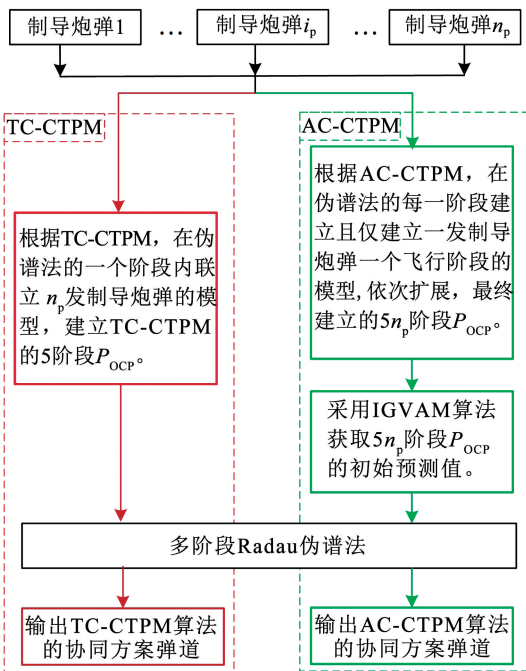 制导炮弹1 … 制导炮弹iₚ … 制导炮弹nₚ
TC-CTPM
AC-CTPM
根据TC-CTPM，在伪
谱法的一个阶段内联
立 nₚ发制导炮弹的模
型，建立TC-CTPM
的5阶段P_OCP。
根据AC-CTPM，在
伪谱法的每一阶段建
立且仅建立一发制导
炮弹一个飞行阶段的
模型,依次扩展，最终
建立的5nₚ阶段P_OCP。
采用IGVAM算法
获取5nₚ阶段P_OCP
的初始预测值。
多阶段Radau伪谱法
输出TC-CTPM算法
的协同方案弹道
输出AC-CTPM算法
的协同方案弹道